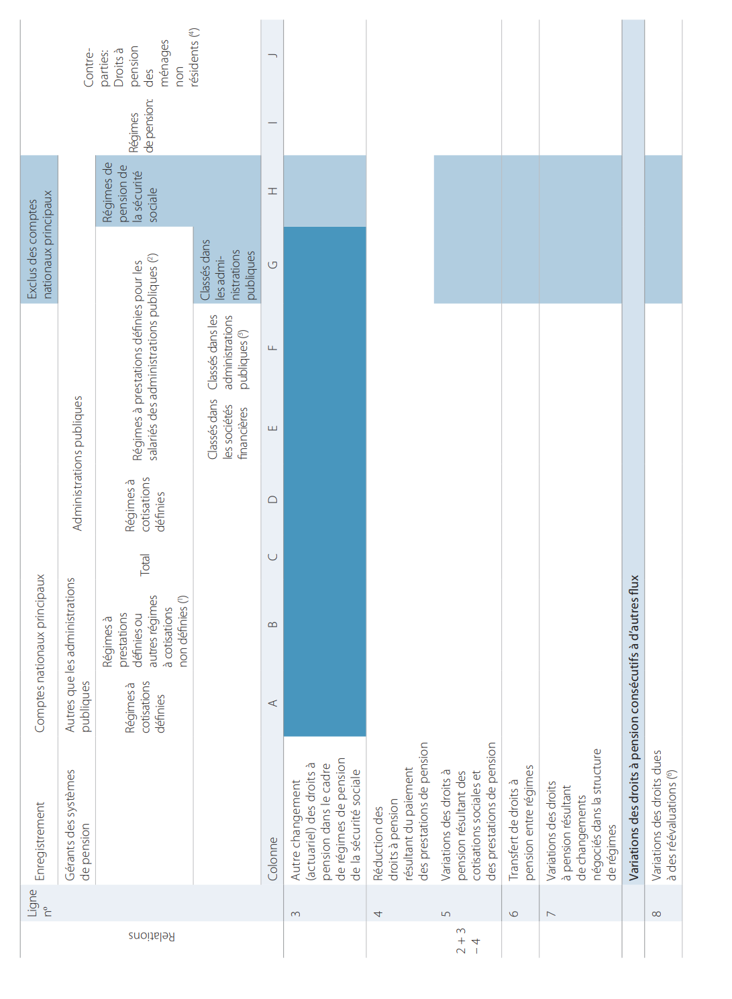 Relations
Ligne
nº
Enregistrement
Comptes nationaux principaux
Exclus des comptes
nationaux principaux
Gérants des systèmes
de pension
Autres que les administrations
publiques
Administrations publiques
Régimes à
cotisations
définies
Régimes à
prestations
définies ou
autres régimes
à cotisations
non définies (¹)
Total
Régimes à
cotisations
définies
Régimes à prestations définies pour les
salariés des administrations publiques (²)
Régimes de
pension de
la sécurité
sociale
Régimes
de pension:
Contre-
parties:
Droits à
pension
des
ménages
non
résidents (⁴)
Classés dans
les sociétés
financières
Classés dans les
administrations
publiques (³)
Classés dans
les admi-
nistrations
publiques
Colonne A B C D E F G H I J
3
Autre changement
(actuariel) des droits à
pension dans le cadre
de régimes de pension
de la sécurité sociale
4
Réduction des
droits à pension
résultant du paiement
des prestations de pension
2 + 3
– 4
5
Variations des droits à
pension résultant des
cotisations sociales et
des prestations de pension
6
Transfert de droits à
pension entre régimes
7
Variations des droits
à pension résultant
de changements
négociés dans la structure
de régimes
Variations des droits à pension consécutifs à d'autres flux
8
Variations des droits dues
à des réévaluations (⁶)